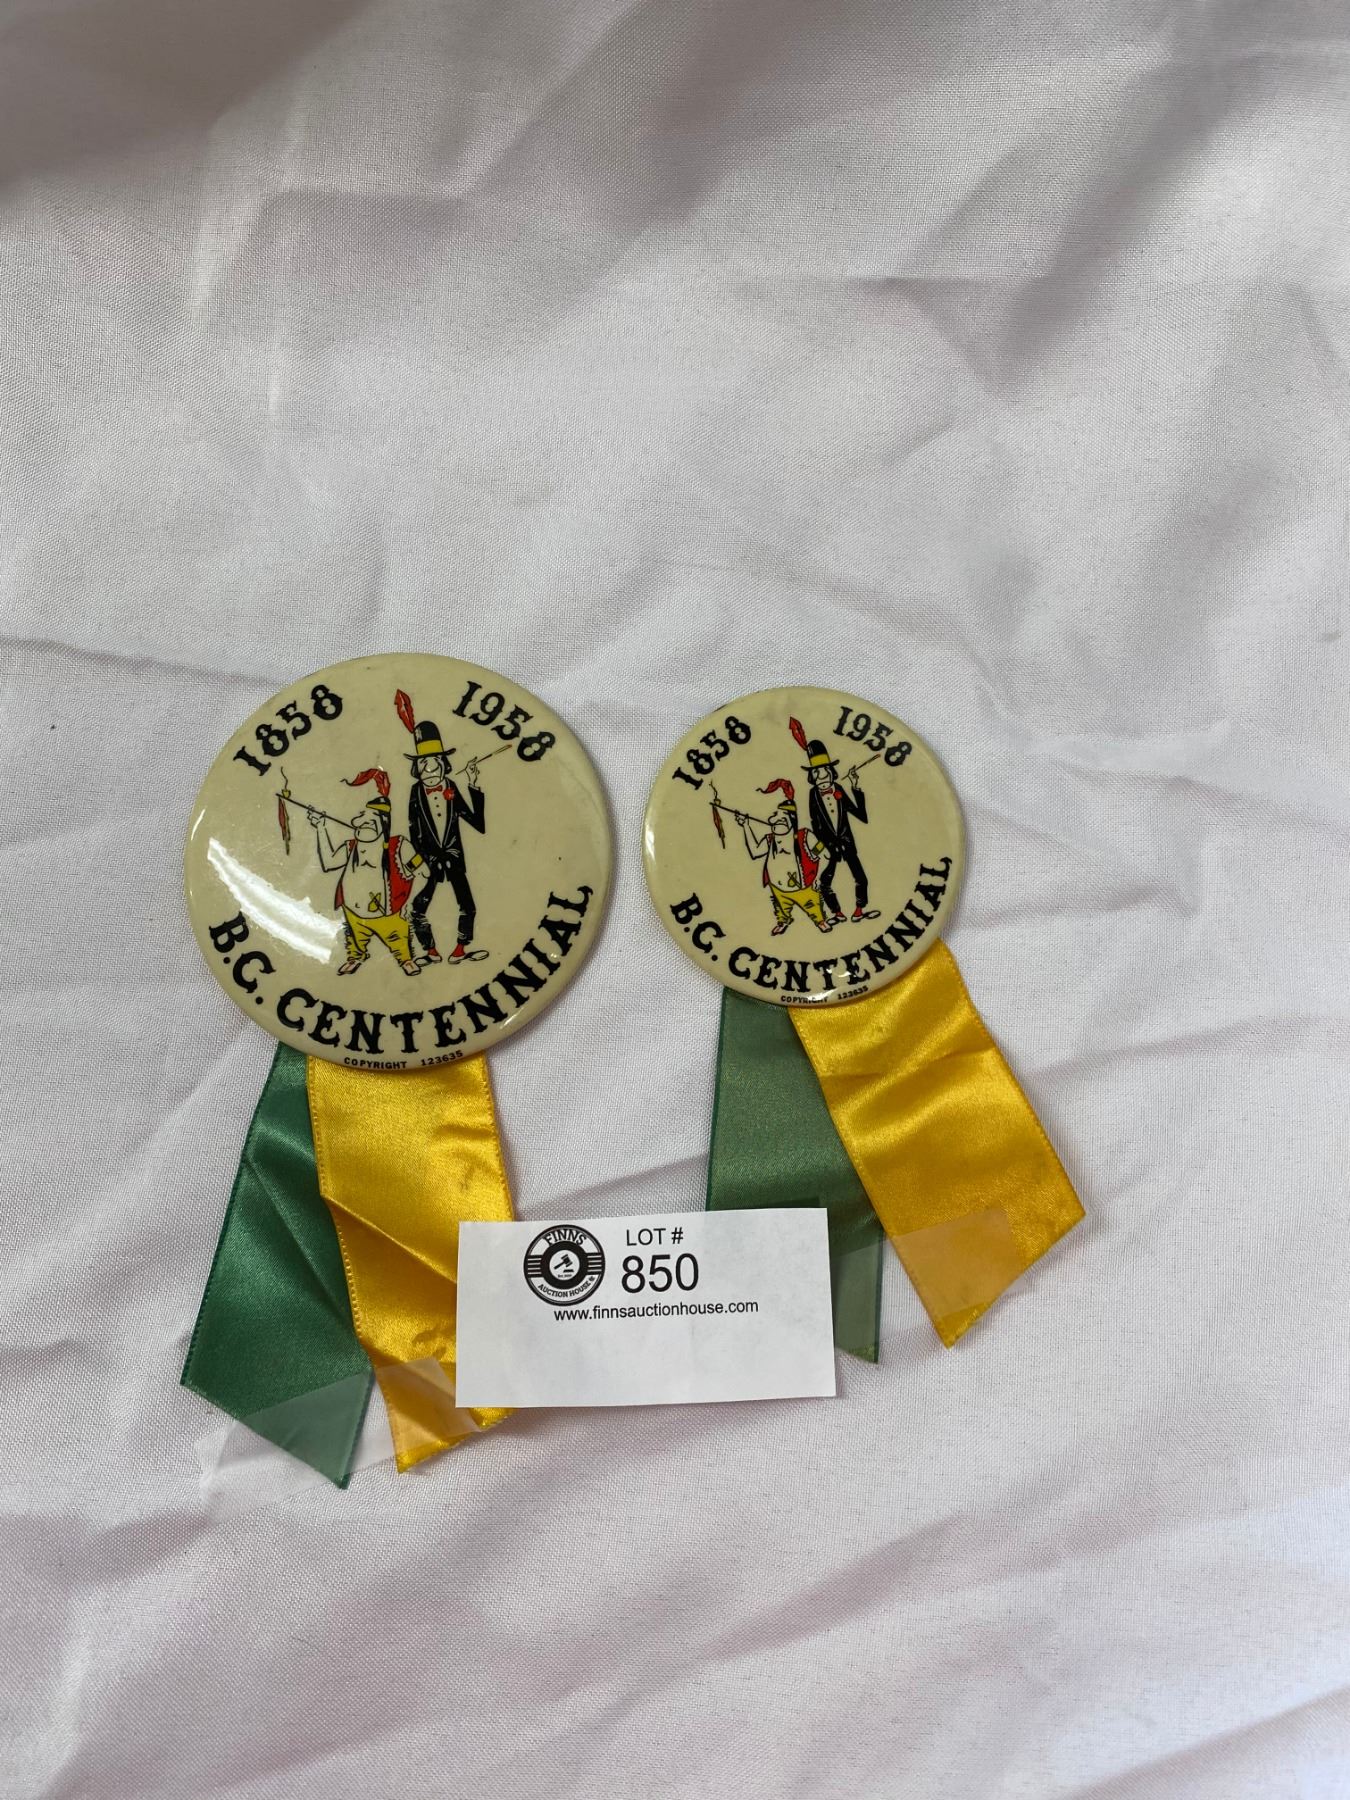 1858 1958
B.C. CENTENNIAL
COPYRIGHT 123635
1858 1958
B.C. CENTENNIAL
COPYRIGHT 123635
FINNS
AUCTION HOUSE
LOT #
850
www.finnsauctionhouse.com